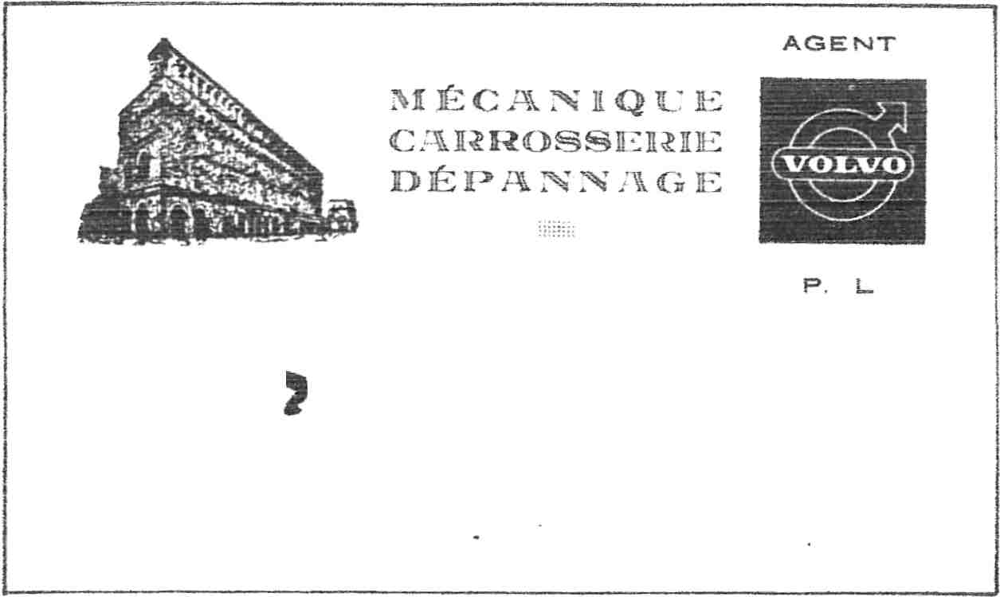 AGENT
MÉCANIQUE
CARROSSERIE
DÉPANNAGE
VOLVO
P. L